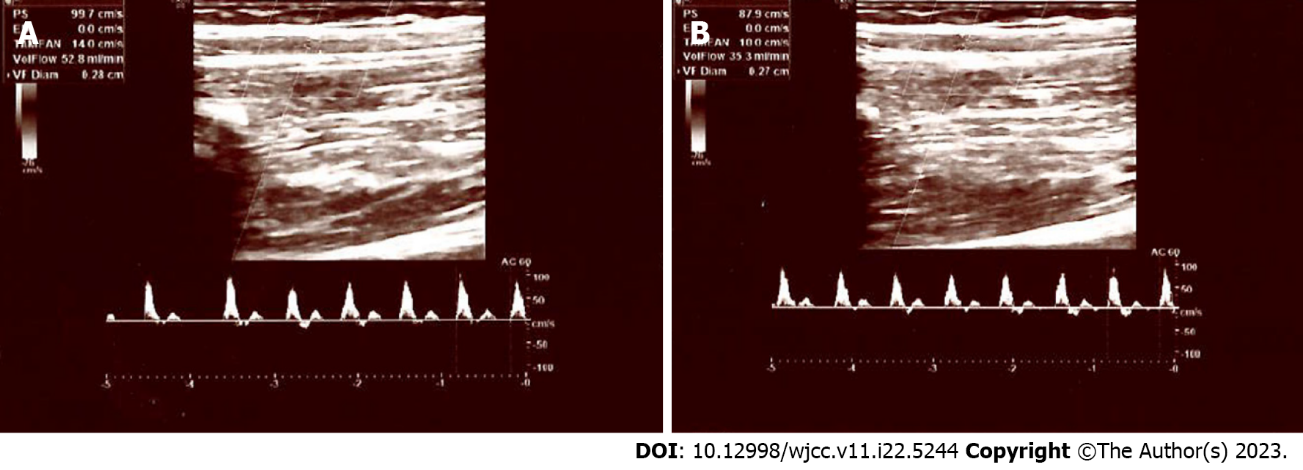 A
PS 99.7 cm/s
0.0 cm/s
14.0 cm/s
VolFlow 52.8 ml/min
VF Diam 0.28 cm
cm/s
AC 60
100
50
cm/s
-50
-100
-5 -4 -3 -2 -1 -0
B
PS 87.9 cm/s
0.0 cm/s
10.0 cm/s
VolFlow 35.3 ml/min
VF Diam 0.27 cm
cm/s
AC 60
100
50
cm/s
-50
-100
-5 -4 -3 -2 -1 -0
DOI: 10.12998/wjcc.v11.i22.5244 Copyright ©The Author(s) 2023.